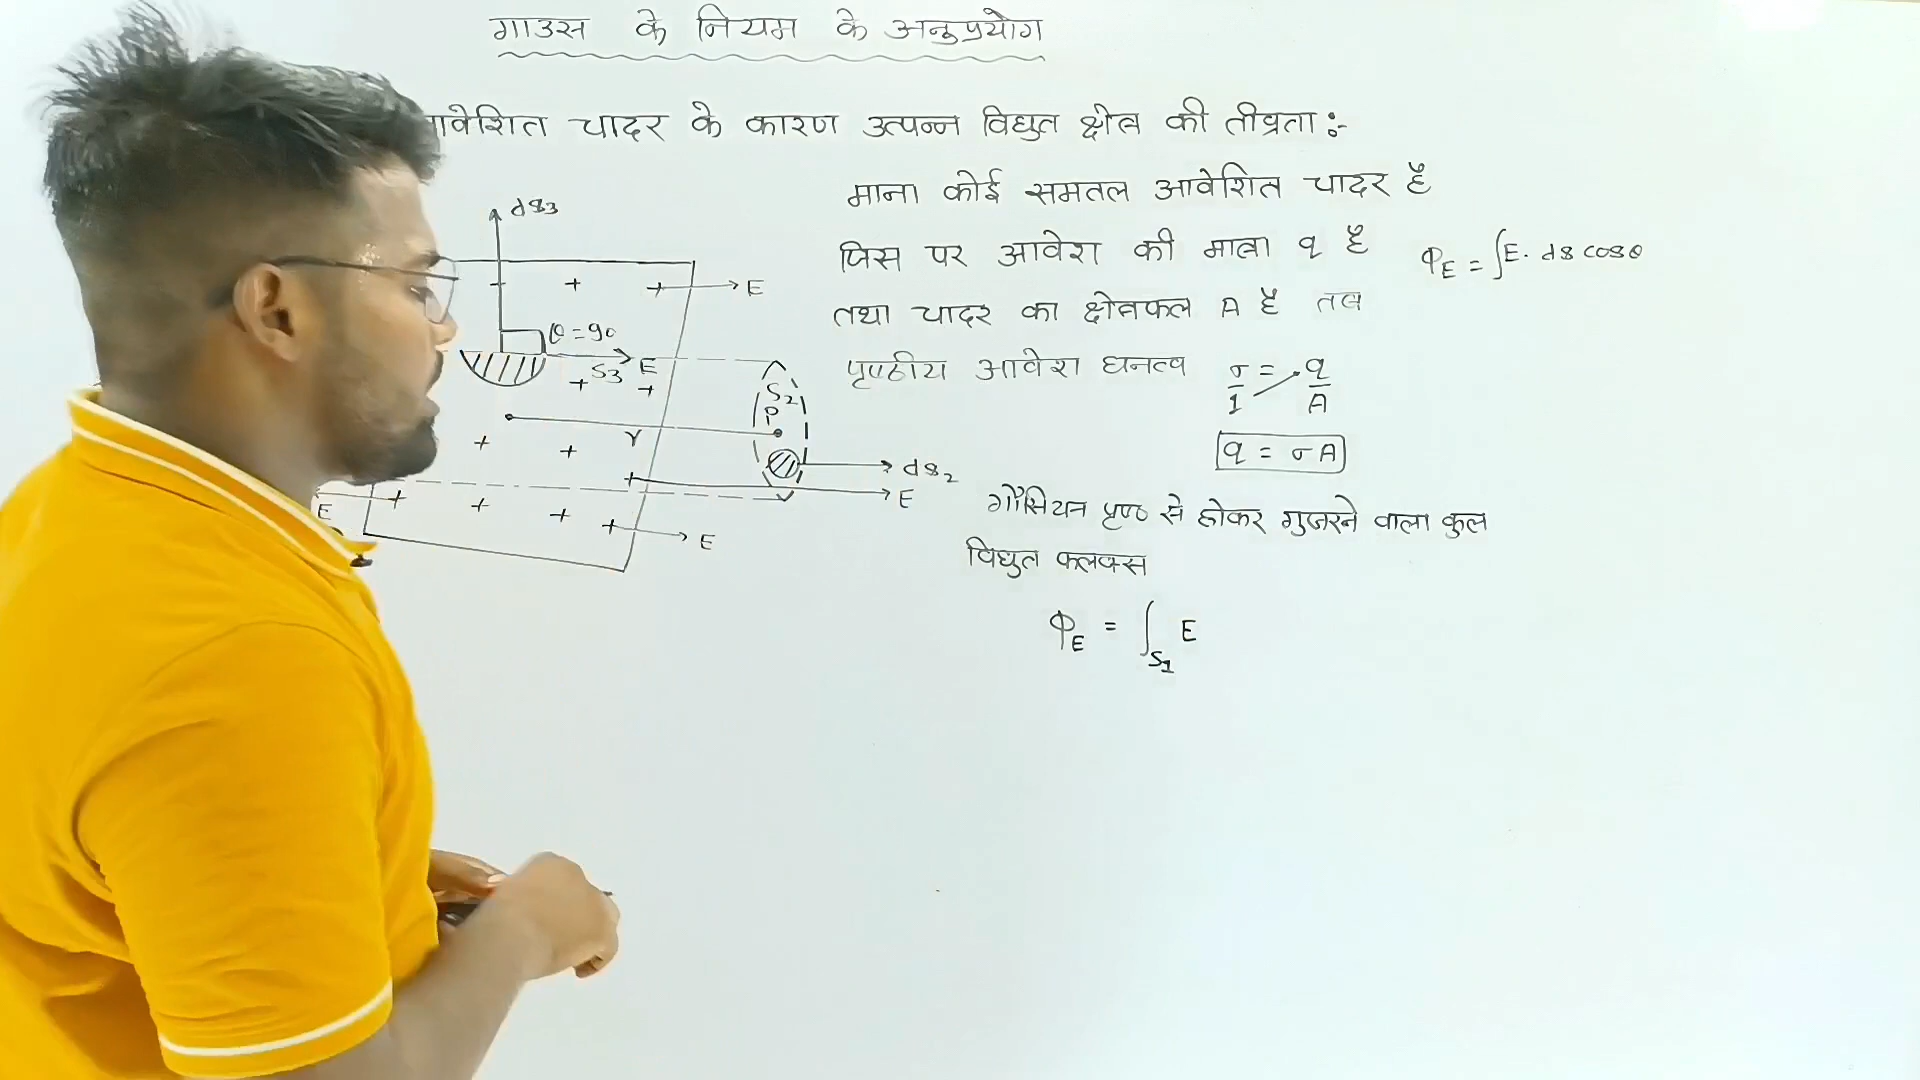 गाउस के नियम के अनुप्रयोग
आवेशित चादर के कारण उत्पन्न विद्युत क्षेत्र की तीव्रता :-
माना कोई समतल आवेशित चादर है
जिस पर आवेश की मात्रा q है
तथा चादर का क्षेत्रफल A है तब
पृष्ठीय आवेश घनत्व σ/1 = q/A
q = σA
ΦE = ∫E. ds cosθ
गौसियन पृष्ठ से होकर गुजरने वाला कुल
विद्युत फ्लक्स
ΦE = ∫S1 E
ds3
E
θ = 90
E
S3
S2
P
r
ds2
E
E
E